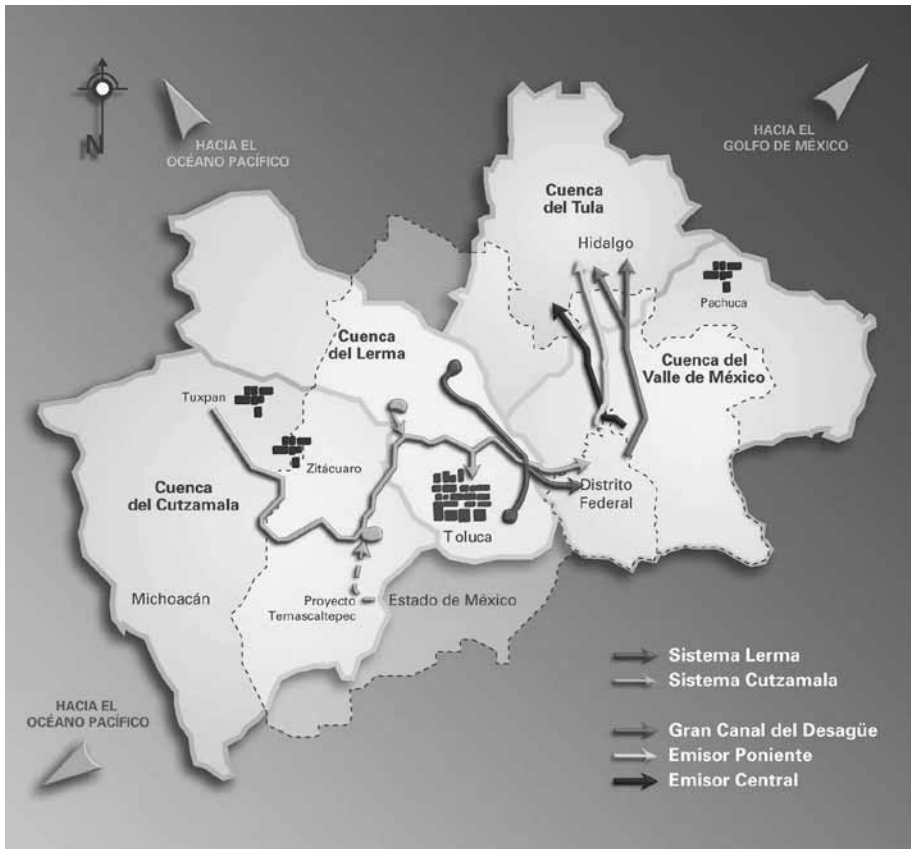 HACIA EL
OCÉANO PACÍFICO
HACIA EL
GOLFO DE MÉXICO
N
Cuenca
del Tula
Hidalgo
Pachuca
Cuenca
del Lerma
Cuenca del
Valle de México
Tuxpan
Zitácuaro
Cuenca
del Cutzamala
Distrito
Federal
Toluca
Michoacán
Proyecto
Temascaltepec
Estado de México
HACIA EL
OCÉANO PACÍFICO
Sistema Lerma
Sistema Cutzamala
Gran Canal del Desagüe
Emisor Poniente
Emisor Central